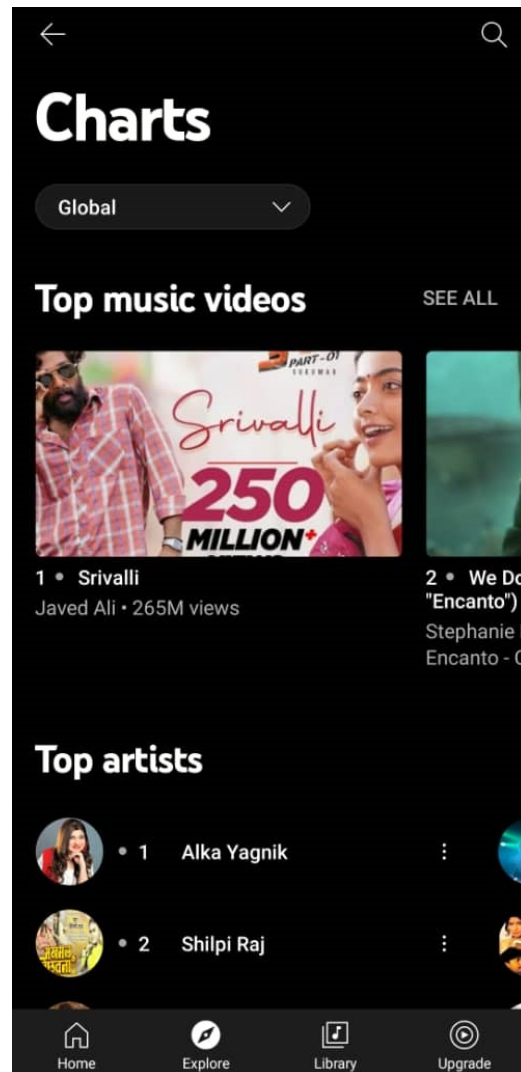 Charts
Global
Top music videos
SEE ALL
PART-01
SUKUMAR
Srivalli
250
MILLION+
1 • Srivalli
Javed Ali • 265M views
2 • We Do
"Encanto")
Stephanie
Encanto -
Top artists
• 1 Alka Yagnik
• 2 Shilpi Raj
Home
Explore
Library
Upgrade